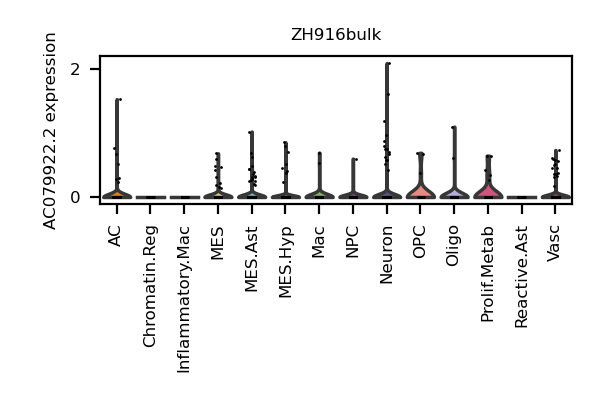 ZH916bulk
AC079922.2 expression
2
0
AC
Chromatin.Reg
Inflammatory.Mac
MES
MES.Ast
MES.Hyp
Mac
NPC
Neuron
OPC
Oligo
Prolif.Metab
Reactive.Ast
Vasc